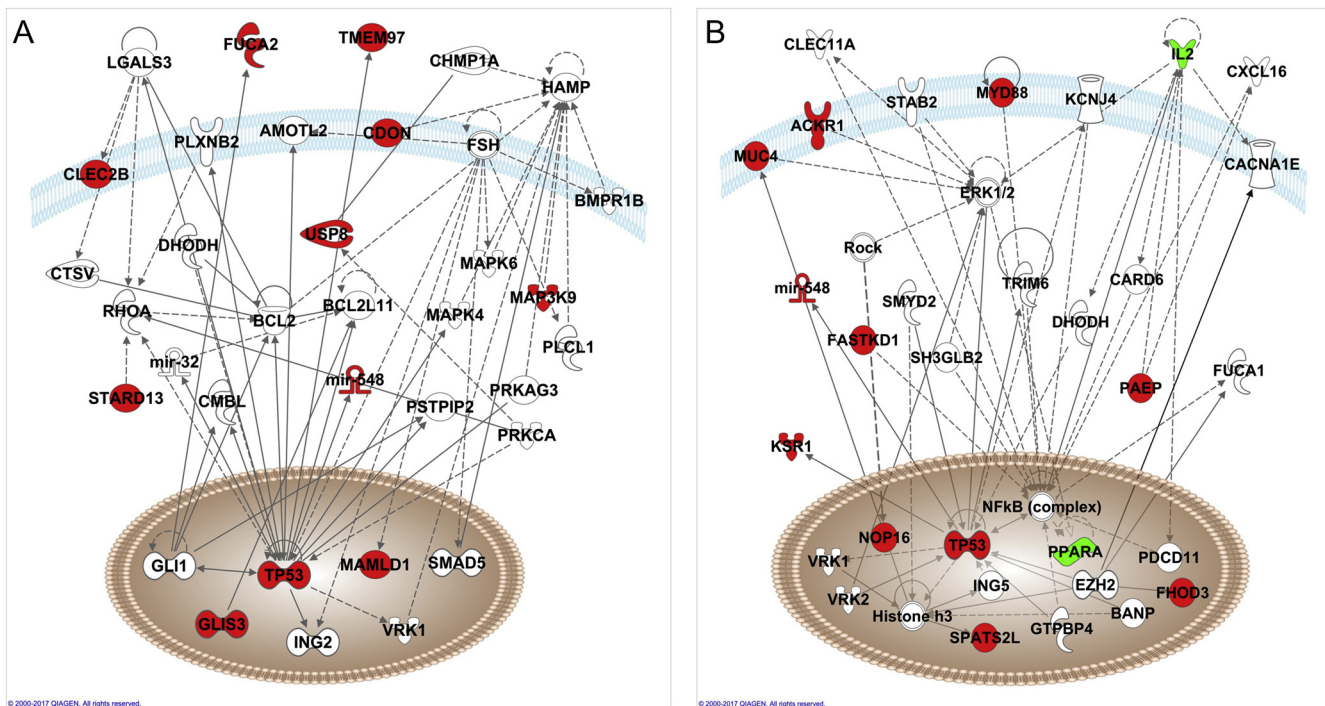 A
FUCA2
TMEM97
LGALS3
CHMP1A
HAMP
PLXNB2
AMOTL2
CDON
FSH
CLEC2B
BMPR1B
USP8
DHODH
CTSV
MAPK6
RHOA
BCL2
BCL2L11
MAPK4
MAP3K9
PLCL1
mir-32
mir-548
STARD13
CMBL
PSTPIP2
PRKAG3
PRKCA
GLI1
TP53
MAMLD1
SMAD5
GLIS3
ING2
VRK1
© 2000-2017 QIAGEN. All rights reserved.
B
CLEC11A
IL2
CXCL16
STAB2
MYD88
KCNJ4
ACKR1
MUC4
CACNA1E
ERK1/2
Rock
mir-548
SMYD2
TRIM6
CARD6
DHODH
FASTKD1
SH3GLB2
FUCA1
PAEP
KSR1
NFkB (complex)
NOP16
TP53
PPARA
PDCD11
VRK1
ING5
EZH2
FHOD3
VRK2
Histone h3
BANP
GTPBP4
SPATS2L
© 2000-2017 QIAGEN. All rights reserved.